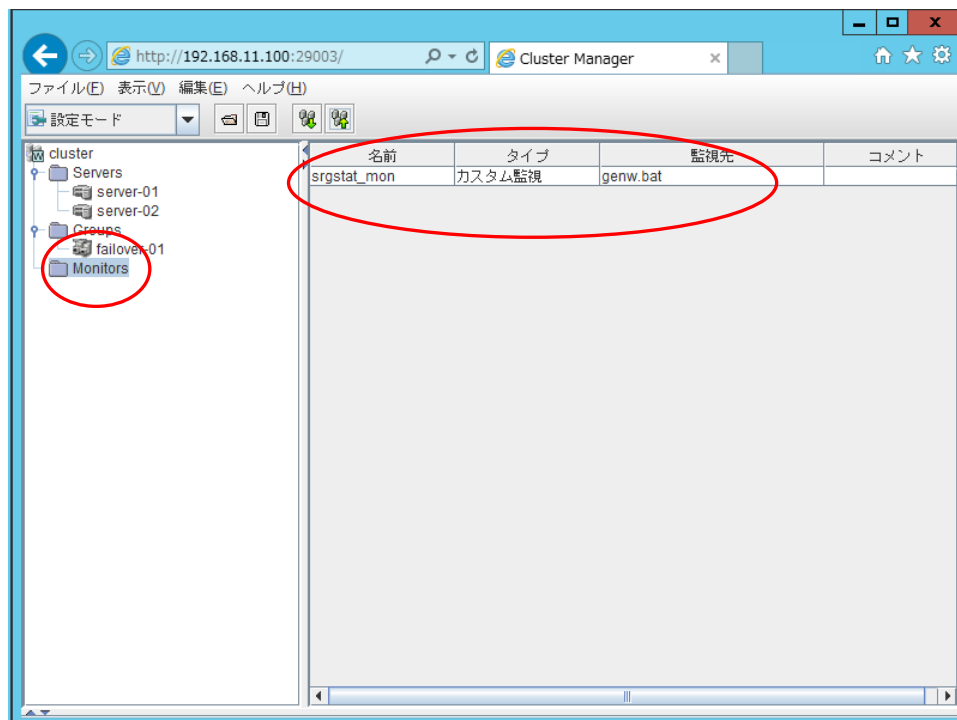 http://192.168.11.100:29003/
Cluster Manager
ファイル(F) 表示(V) 編集(E) ヘルプ(H)
設定モード
cluster
Servers
server-01
server-02
Groups
failover-01
Monitors
名前 タイプ 監視先 コメント
srgstat_mon カスタム監視 genw.bat